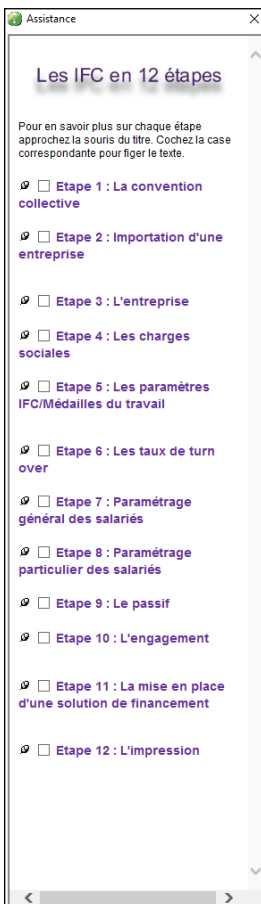 Assistance
Les IFC en 12 étapes
Pour en savoir plus sur chaque étape
approchez la souris du titre. Cochez la case
correspondante pour figer le texte.
Etape 1 : La convention
collective
Etape 2 : Importation d'une
entreprise
Etape 3 : L'entreprise
Etape 4 : Les charges
sociales
Etape 5 : Les paramètres
IFC/Médailles du travail
Etape 6 : Les taux de turn
over
Etape 7 : Paramétrage
général des salariés
Etape 8 : Paramétrage
particulier des salariés
Etape 9 : Le passif
Etape 10 : L'engagement
Etape 11 : La mise en place
d'une solution de financement
Etape 12 : L'impression